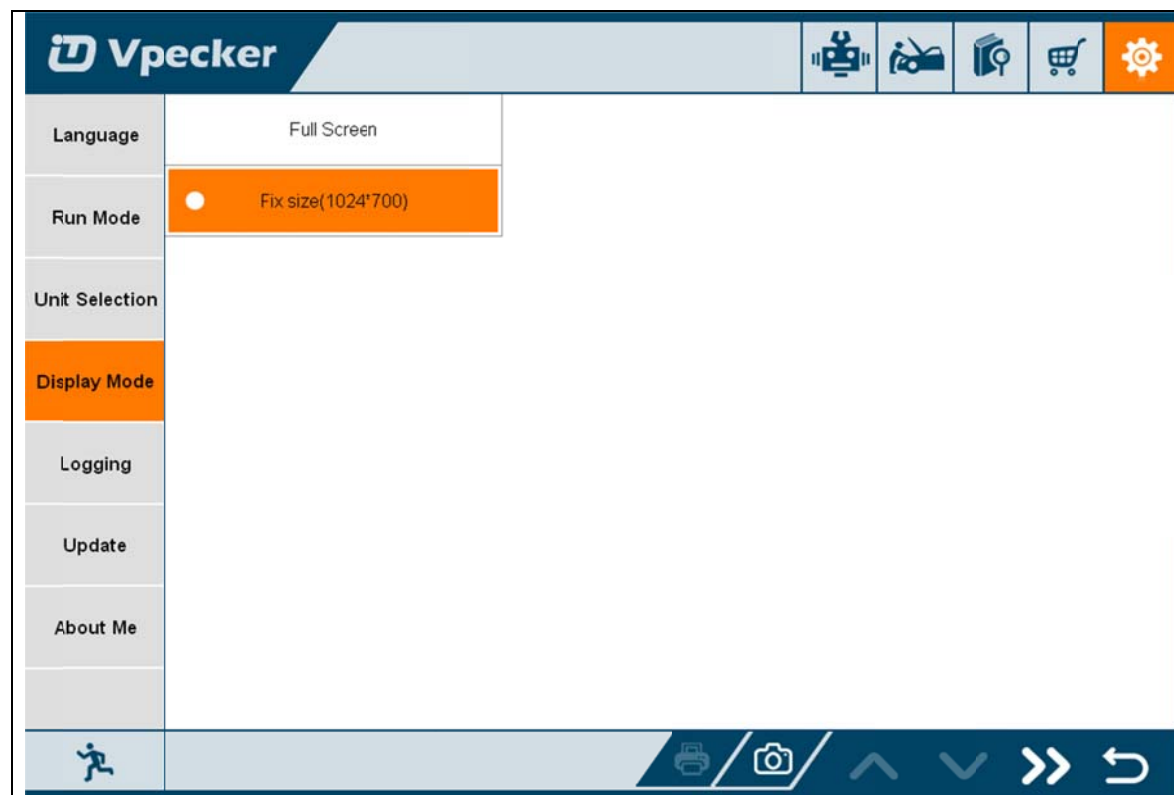 Vpecker
Language
Full Screen
Fix size(1024*700)
Run Mode
Unit Selection
Display Mode
Logging
Update
About Me